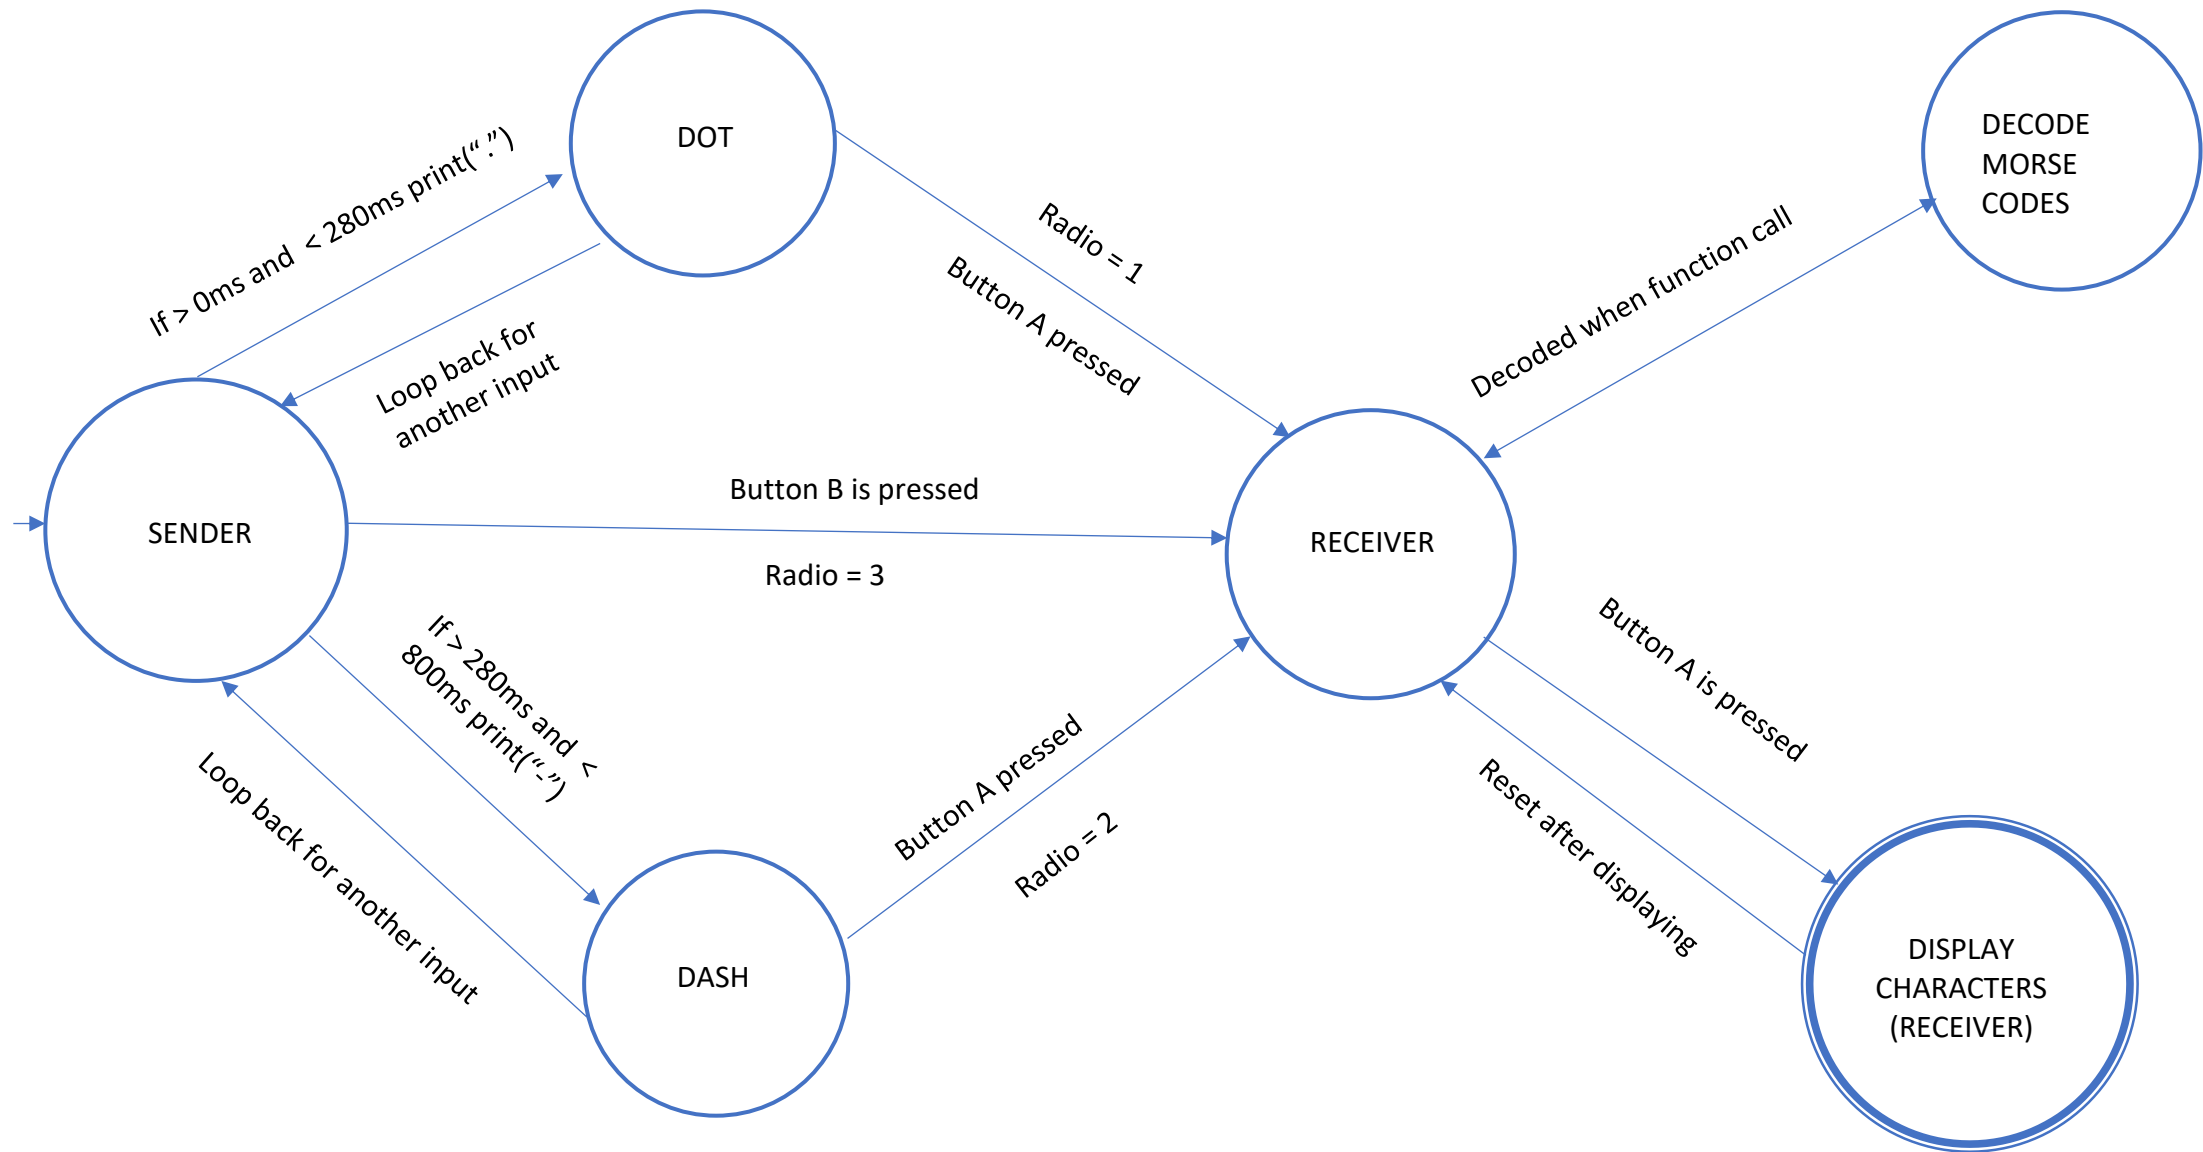 DOT
DECODE
MORSE
CODES
If > 0ms and  < 280ms print(“.”)
Radio = 1
Button A pressed
Decoded when function call
Loop back for
another input
SENDER
Button B is pressed
Radio = 3
RECEIVER
If > 280ms and  <
800ms print(“-”)
Loop back for another input
Button A pressed
Radio = 2
Button A is pressed
Reset after displaying
DASH
DISPLAY
CHARACTERS
(RECEIVER)